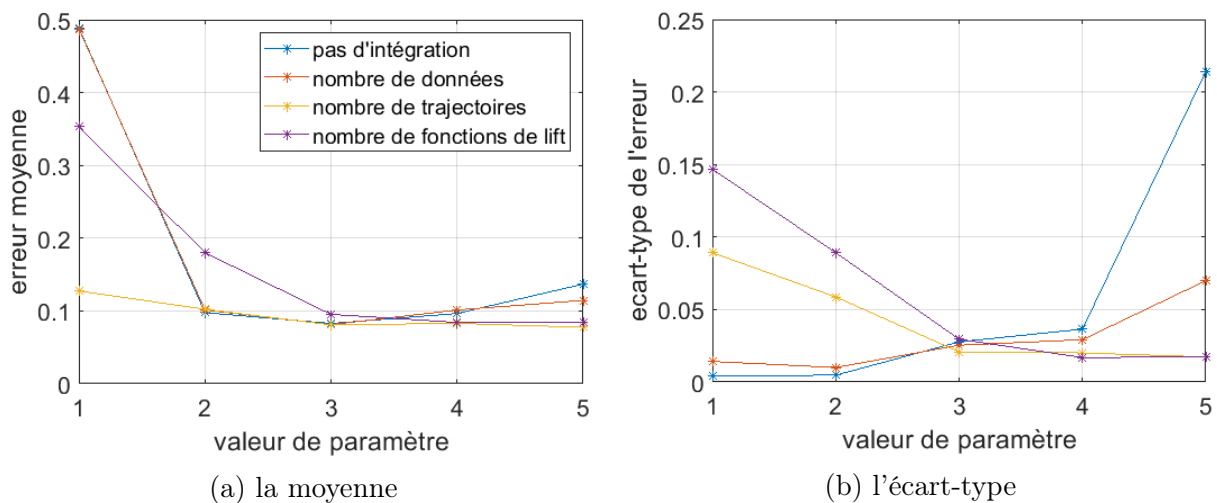 0.5
0.4
0.3
0.2
0.1
0
erreur moyenne
pas d'intégration
nombre de données
nombre de trajectoires
nombre de fonctions de lift
1 2 3 4 5
valeur de paramètre
(a) la moyenne
0.25
0.2
0.15
0.1
0.05
0
ecart-type de l'erreur
1 2 3 4 5
valeur de paramètre
(b) l'écart-type